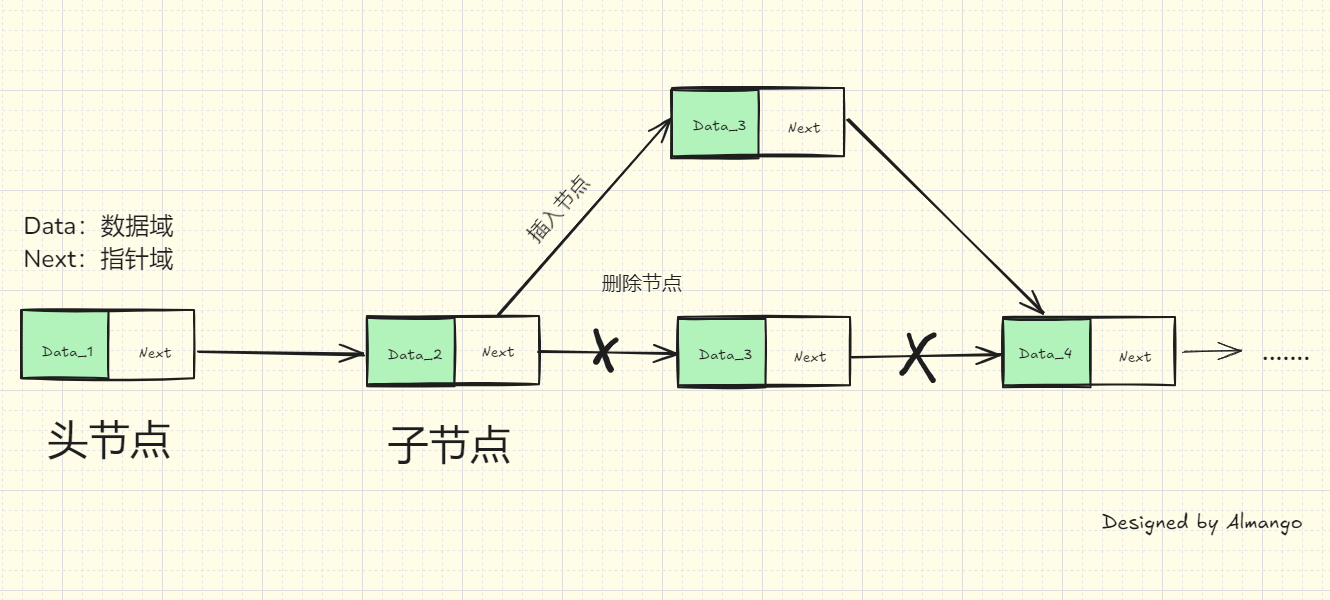 Data_3
Next
插入节点
Data：数据域
Next：指针域
删除节点
Data_1
Next
Data_2
Next
Data_3
Next
Data_4
Next
.......
头节点
子节点
Designed by Almango